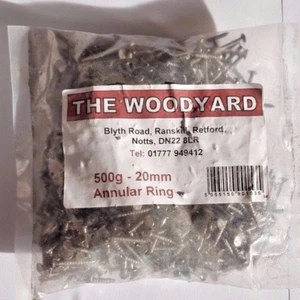 THE WOODYARD
Blyth Road, Ranskill, Retford,
Notts, DN22 8LR
Tel: 01777 949412
500g - 20mm
Annular Ring